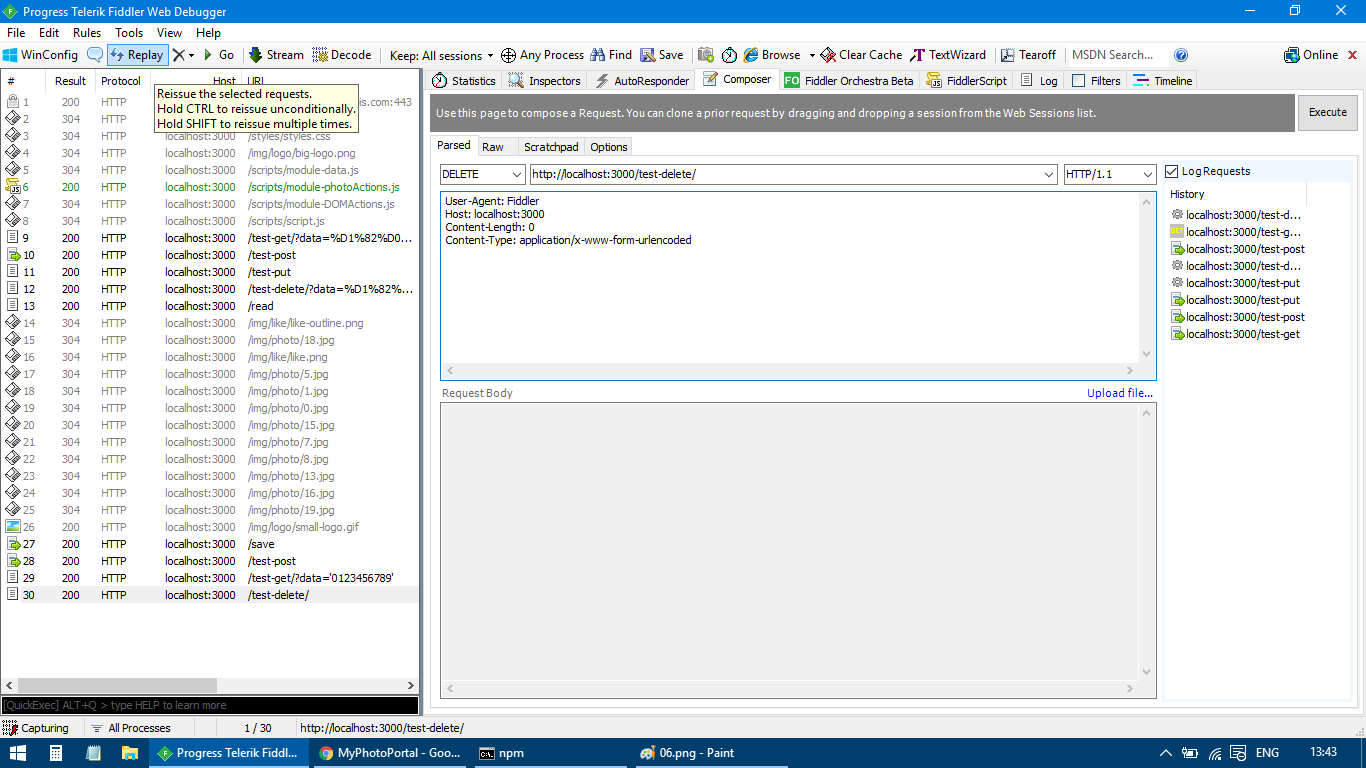 Progress Telerik Fiddler Web Debugger
File Edit Rules Tools View Help
WinConfig Replay Go Stream Decode Keep: All sessions Any Process Find Save Browse Clear Cache TextWizard Tearoff MSDN Search... Online
# Result Protocol Host URL
Reissue the selected requests.
Hold CTRL to reissue unconditionally.
Hold SHIFT to reissue multiple times.
1 200 HTTP is.com:443
2 304 HTTP
3 304 HTTP localhost:3000 /styles/styles.css
4 304 HTTP localhost:3000 /img/logo/big-logo.png
5 304 HTTP localhost:3000 /scripts/module-data.js
6 200 HTTP localhost:3000 /scripts/module-photoActions.js
7 304 HTTP localhost:3000 /scripts/module-DOMActions.js
8 304 HTTP localhost:3000 /scripts/script.js
9 200 HTTP localhost:3000 /test-get/?data=%D1%82%D0...
10 200 HTTP localhost:3000 /test-post
11 200 HTTP localhost:3000 /test-put
12 200 HTTP localhost:3000 /test-delete/?data=%D1%82%...
13 200 HTTP localhost:3000 /read
14 304 HTTP localhost:3000 /img/like/like-outline.png
15 304 HTTP localhost:3000 /img/photo/18.jpg
16 304 HTTP localhost:3000 /img/like/like.png
17 304 HTTP localhost:3000 /img/photo/5.jpg
18 304 HTTP localhost:3000 /img/photo/1.jpg
19 304 HTTP localhost:3000 /img/photo/0.jpg
20 304 HTTP localhost:3000 /img/photo/15.jpg
21 304 HTTP localhost:3000 /img/photo/7.jpg
22 304 HTTP localhost:3000 /img/photo/8.jpg
23 304 HTTP localhost:3000 /img/photo/13.jpg
24 304 HTTP localhost:3000 /img/photo/16.jpg
25 304 HTTP localhost:3000 /img/photo/19.jpg
26 200 HTTP localhost:3000 /img/logo/small-logo.gif
27 200 HTTP localhost:3000 /save
28 200 HTTP localhost:3000 /test-post
29 200 HTTP localhost:3000 /test-get/?data='0123456789'
30 200 HTTP localhost:3000 /test-delete/
[QuickExec] ALT+Q > type HELP to learn more
Statistics Inspectors AutoResponder Composer FO Fiddler Orchestra Beta FiddlerScript Log Filters Timeline
Use this page to compose a Request. You can clone a prior request by dragging and dropping a session from the Web Sessions list.
Execute
Parsed Raw Scratchpad Options
DELETE http://localhost:3000/test-delete/ HTTP/1.1
User-Agent: Fiddler
Host: localhost:3000
Content-Length: 0
Content-Type: application/x-www-form-urlencoded
Request Body Upload file...
Log Requests
History
localhost:3000/test-d...
localhost:3000/test-g...
localhost:3000/test-post
localhost:3000/test-d...
localhost:3000/test-put
localhost:3000/test-put
localhost:3000/test-post
localhost:3000/test-get
Capturing All Processes 1 / 30 http://localhost:3000/test-delete/
Progress Telerik Fiddl... MyPhotoPortal - Goo... npm 06.png - Paint ENG 13:43